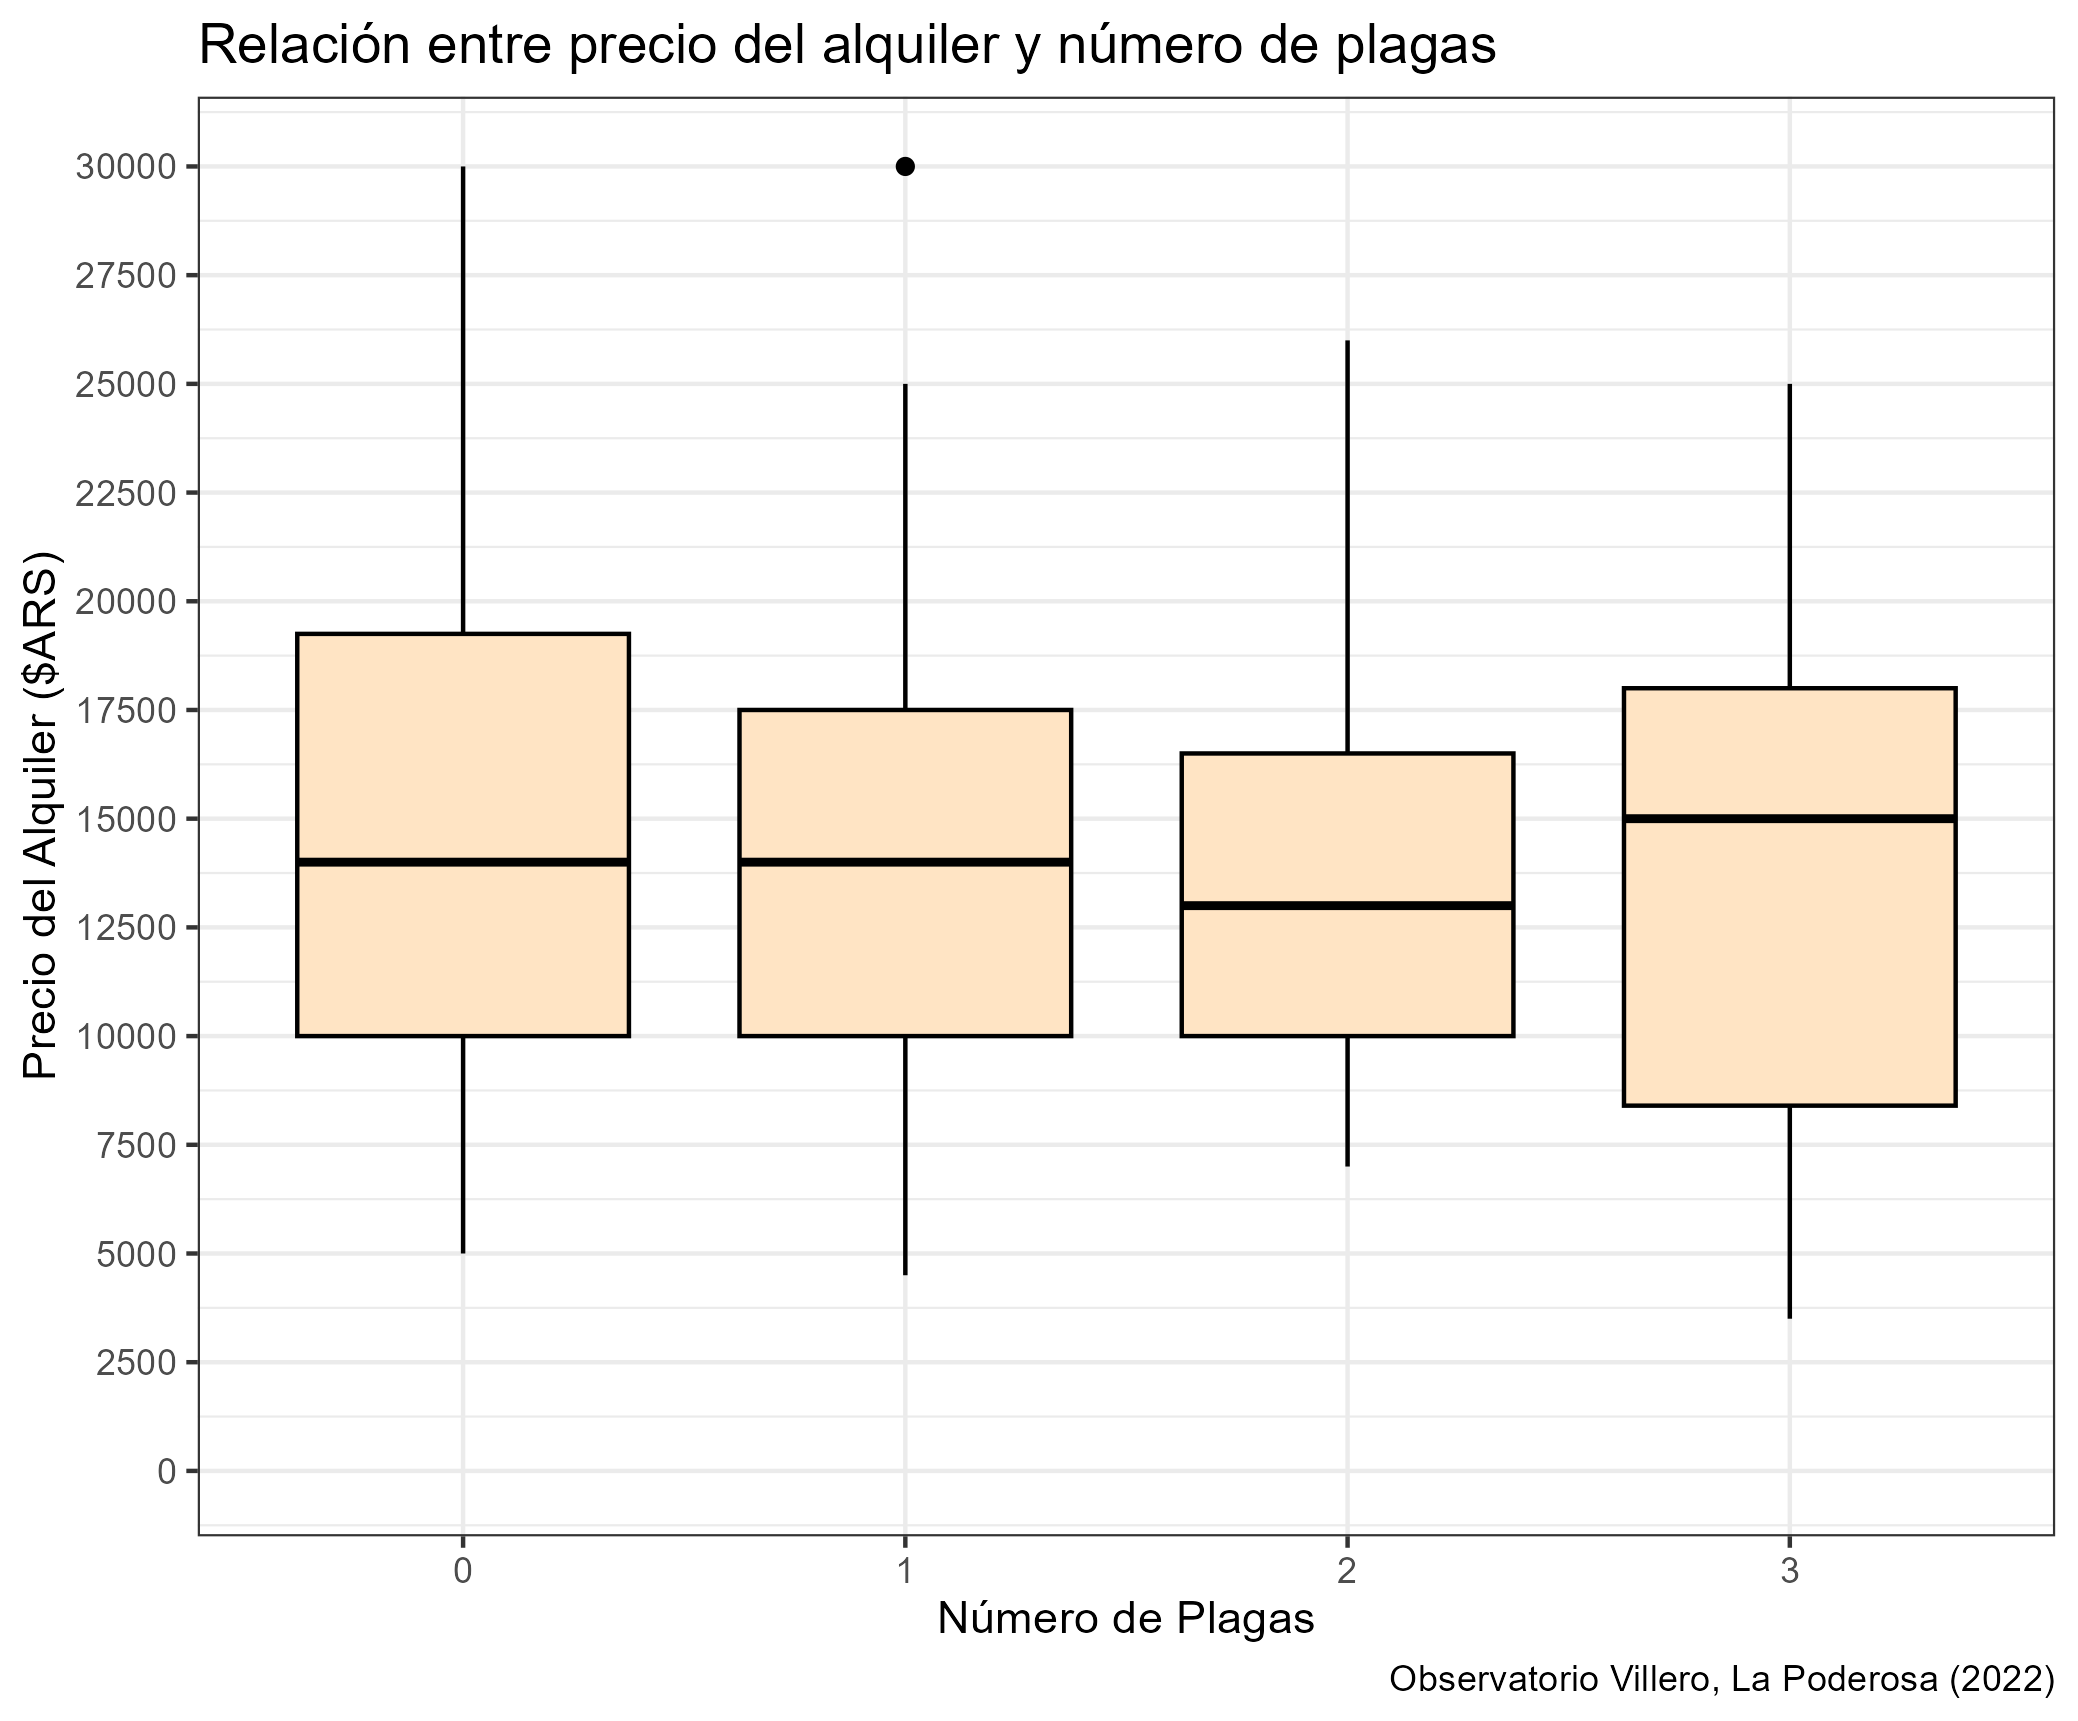 Relación entre precio del alquiler y número de plagas
Precio del Alquiler ($ARS)
30000
27500
25000
22500
20000
17500
15000
12500
10000
7500
5000
2500
0
0 1 2 3
Número de Plagas
Observatorio Villero, La Poderosa (2022)